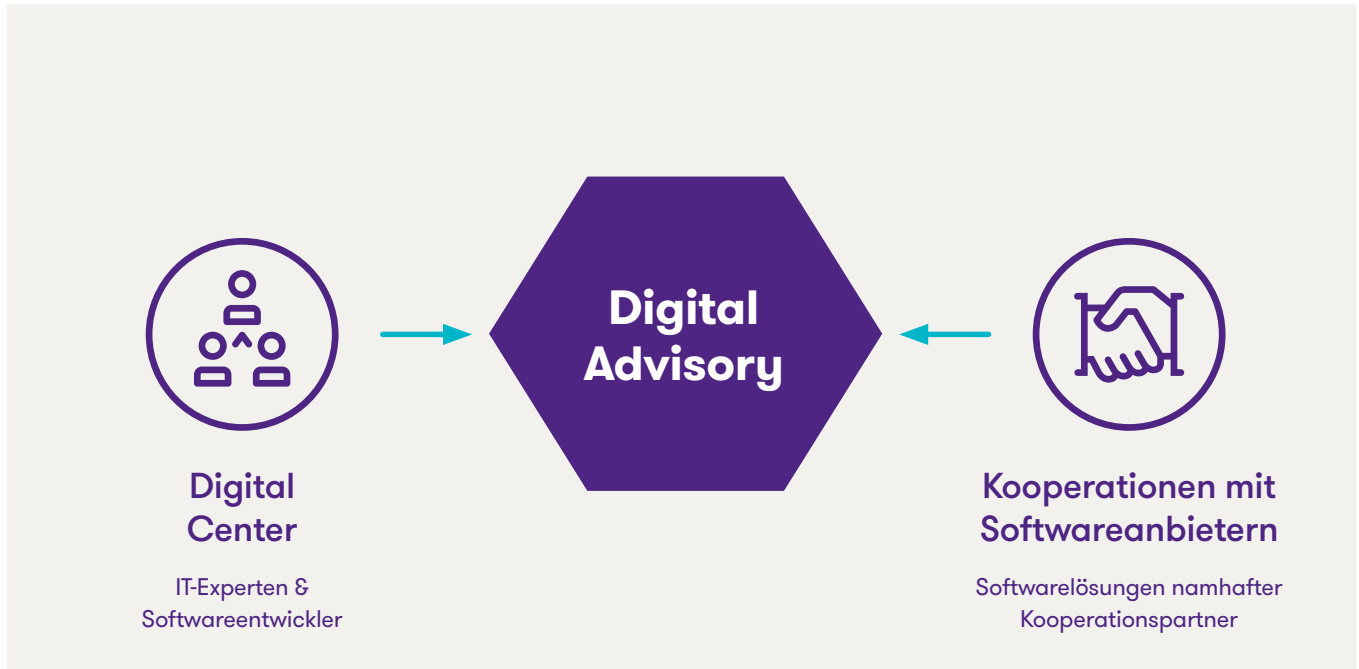 Digital
Advisory
Digital
Center
IT-Experten &
Softwareentwickler
Kooperationen mit
Softwareanbietern
Softwarelösungen namhafter
Kooperationspartner